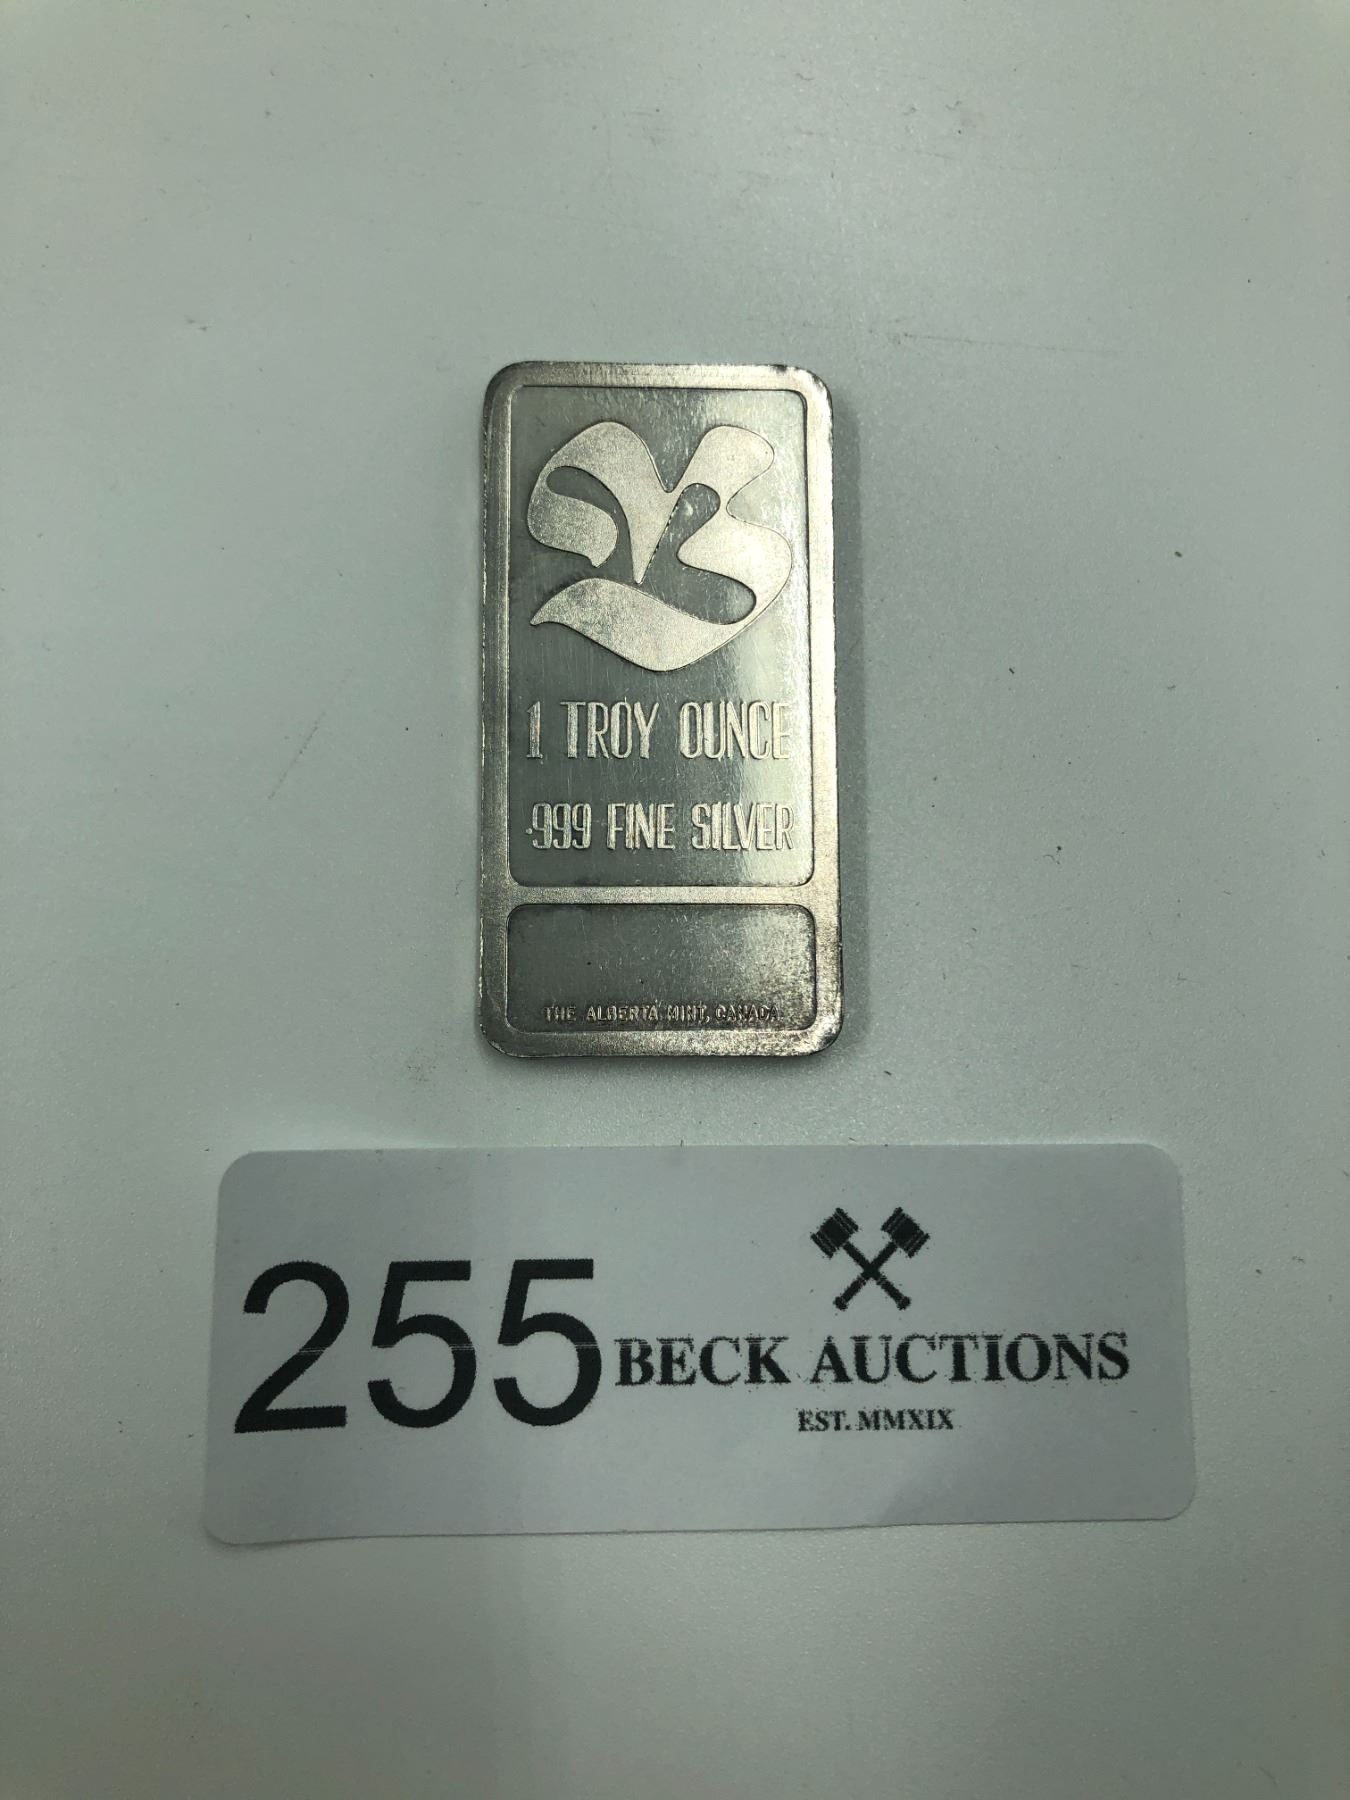 1 TROY OUNCE
.999 FINE SILVER
THE ALBERTA MINT, CANADA
255
BECK AUCTIONS
EST. MMXIX